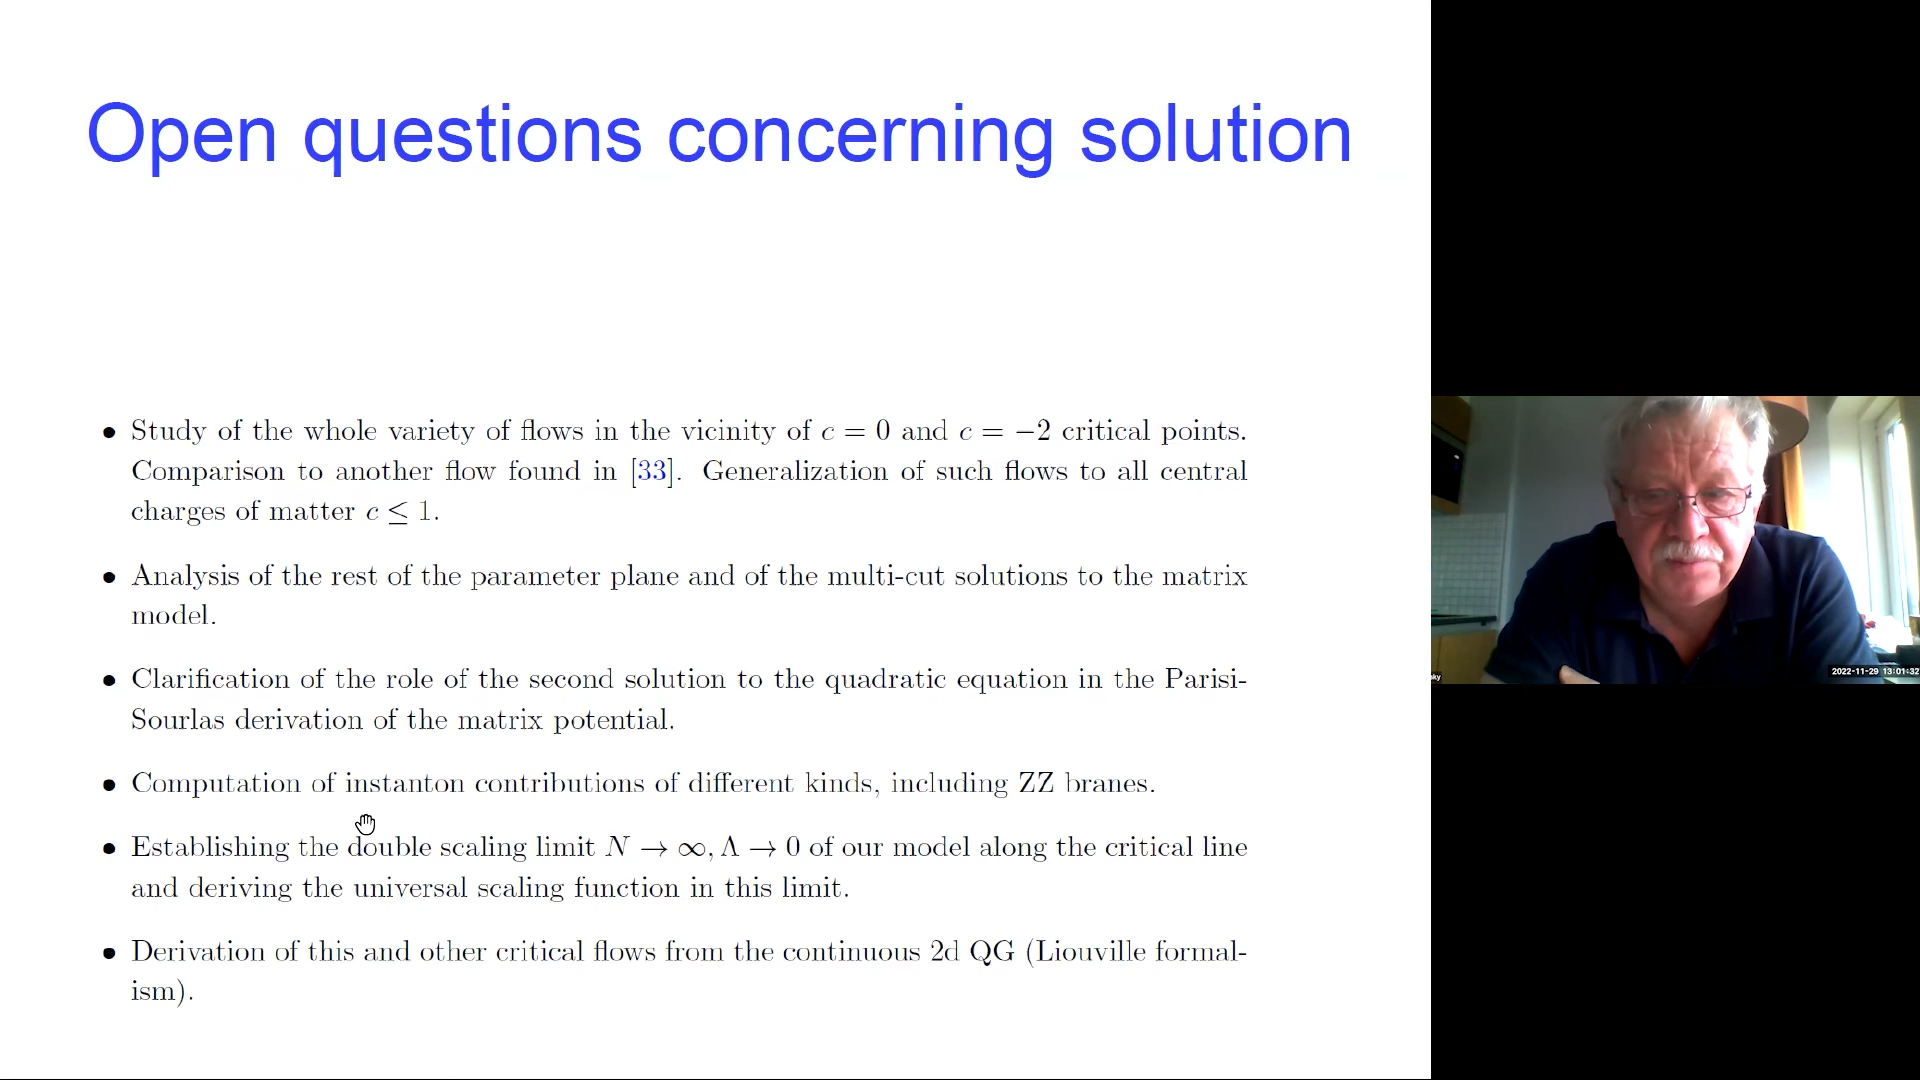 Open questions concerning solution
• Study of the whole variety of flows in the vicinity of c = 0 and c = −2 critical points.
Comparison to another flow found in [33]. Generalization of such flows to all central
charges of matter c ≤ 1.
• Analysis of the rest of the parameter plane and of the multi-cut solutions to the matrix
model.
• Clarification of the role of the second solution to the quadratic equation in the Parisi-
Sourlas derivation of the matrix potential.
• Computation of instanton contributions of different kinds, including ZZ branes.
• Establishing the double scaling limit N → ∞, Λ → 0 of our model along the critical line
and deriving the universal scaling function in this limit.
• Derivation of this and other critical flows from the continuous 2d QG (Liouville formal-
ism).
sky
2022-11-29 13:01:32